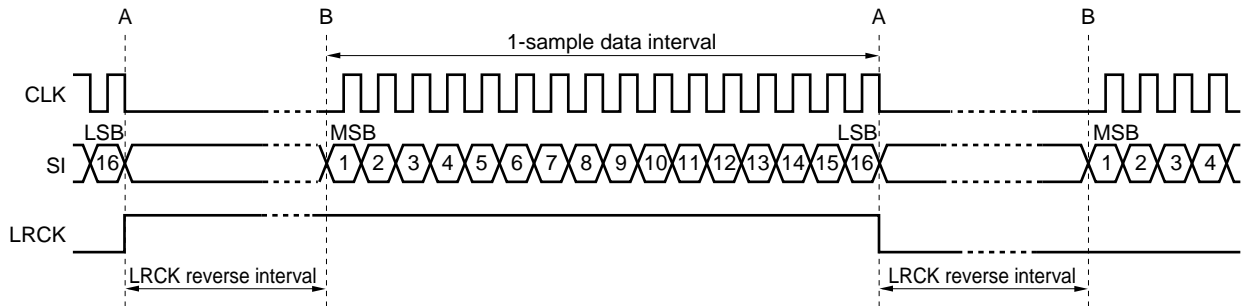 A B A B
1-sample data interval
CLK
LSB MSB LSB MSB
SI 16 1 2 3 4 5 6 7 8 9 10 11 12 13 14 15 16 1 2 3 4
LRCK
LRCK reverse interval LRCK reverse interval